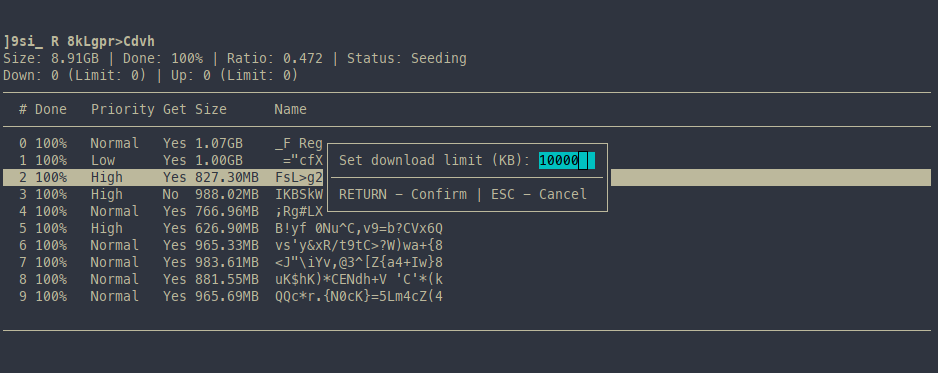 ]9si_ R 8kLgpr>Cdvh
Size: 8.91GB | Done: 100% | Ratio: 0.472 | Status: Seeding
Down: 0 (Limit: 0) | Up: 0 (Limit: 0)
# Done Priority Get Size Name
0 100% Normal Yes 1.07GB _F Reg
1 100% Low Yes 1.00GB _="cfX
Set download limit (KB): 10000
2 100% High Yes 827.30MB FsL>g2
3 100% High No 988.02MB IKBSkW
RETURN - Confirm | ESC - Cancel
4 100% Normal Yes 766.96MB ;Rg#LX
5 100% High Yes 626.90MB B!yf 0Nu^C,v9=b?CVx6Q
6 100% Normal Yes 965.33MB vs'y&xR/t9tC>?W)wa+{8
7 100% Normal Yes 983.61MB <J"\iYv,@3^[Z{a4+Iw}8
8 100% Normal Yes 881.55MB uK$hK)*CENdh+V 'C'*(k
9 100% Normal Yes 965.69MB QQc*r.{N0cK}=5Lm4cZ(4